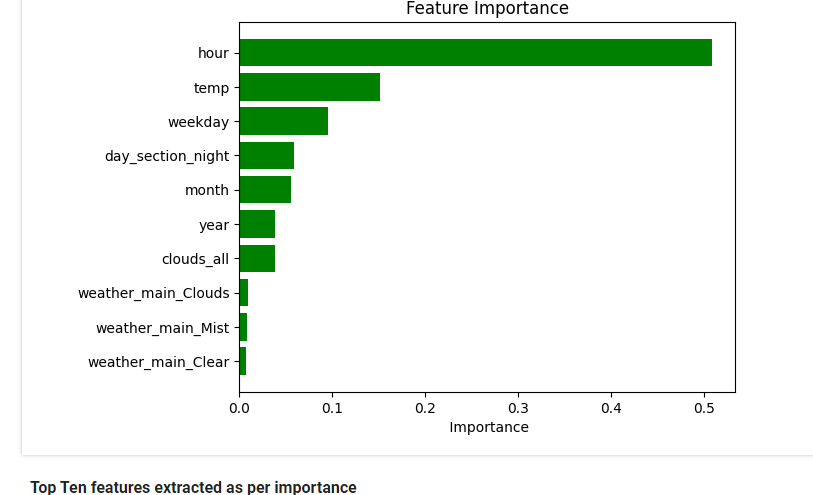 Feature Importance
hour
temp
weekday
day_section_night
month
year
clouds_all
weather_main_Clouds
weather_main_Mist
weather_main_Clear
0.0 0.1 0.2 0.3 0.4 0.5
Importance
Top Ten features extracted as per importance